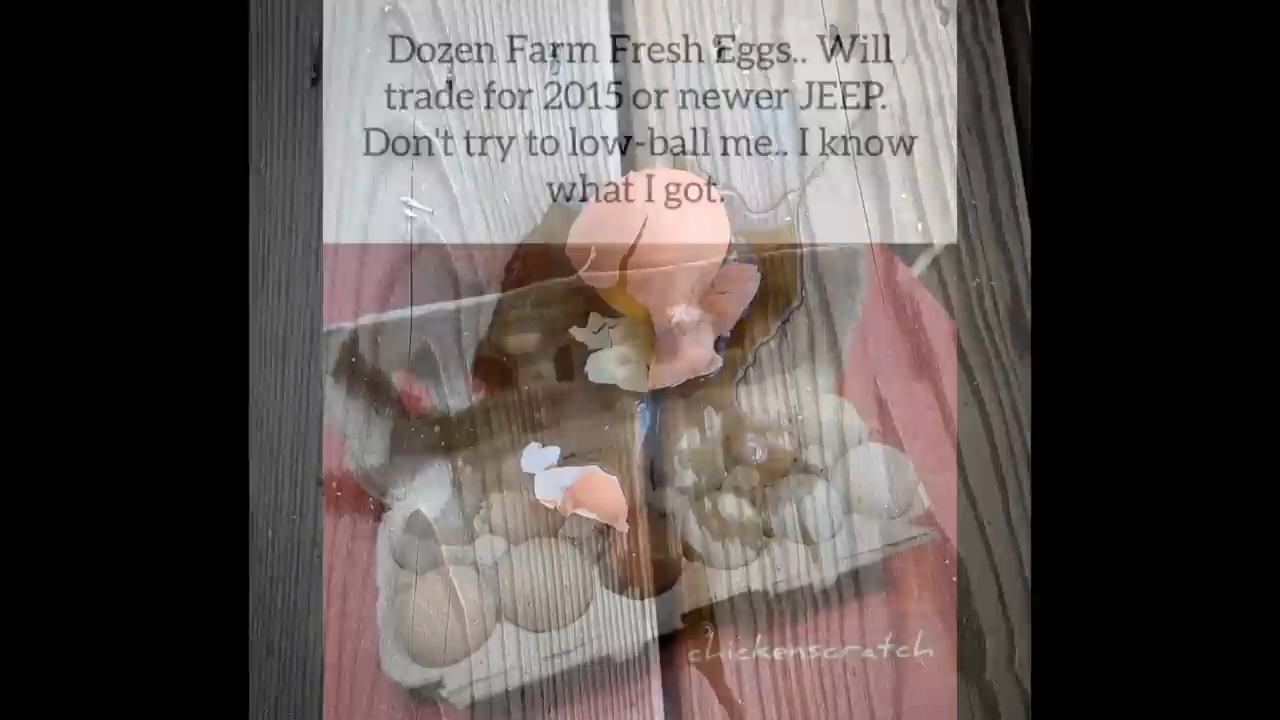 Dozen Farm Fresh Eggs.. Will
trade for 2015 or newer JEEP.
Don't try to low-ball me.. I know
what I got.
chickenscratch